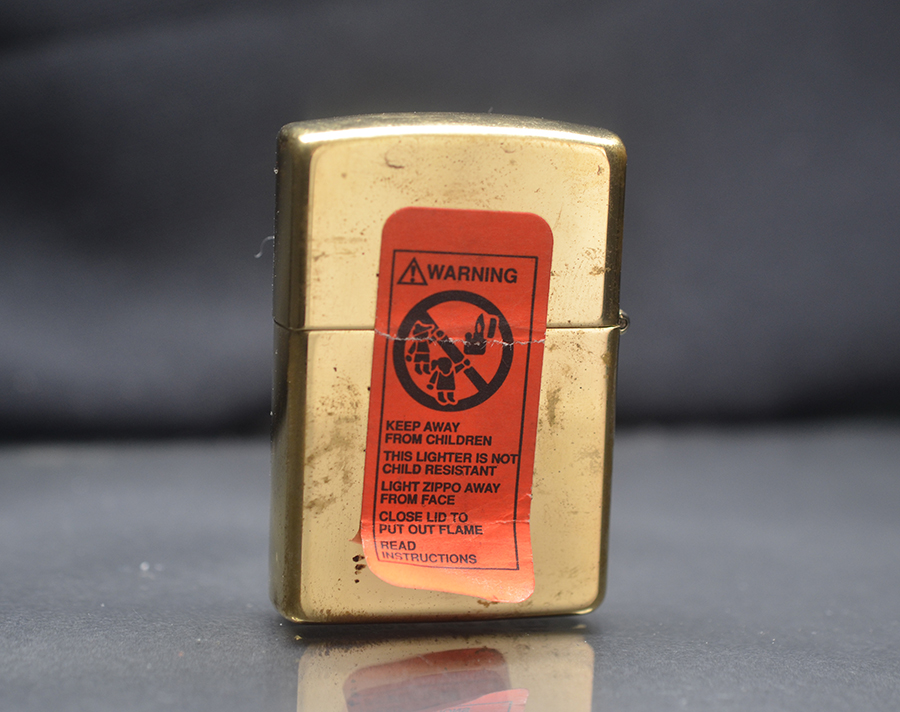 WARNING
KEEP AWAY
FROM CHILDREN
THIS LIGHTER IS NOT
CHILD RESISTANT
LIGHT ZIPPO AWAY
FROM FACE
CLOSE LID TO
PUT OUT FLAME
READ
INSTRUCTIONS
WARNING